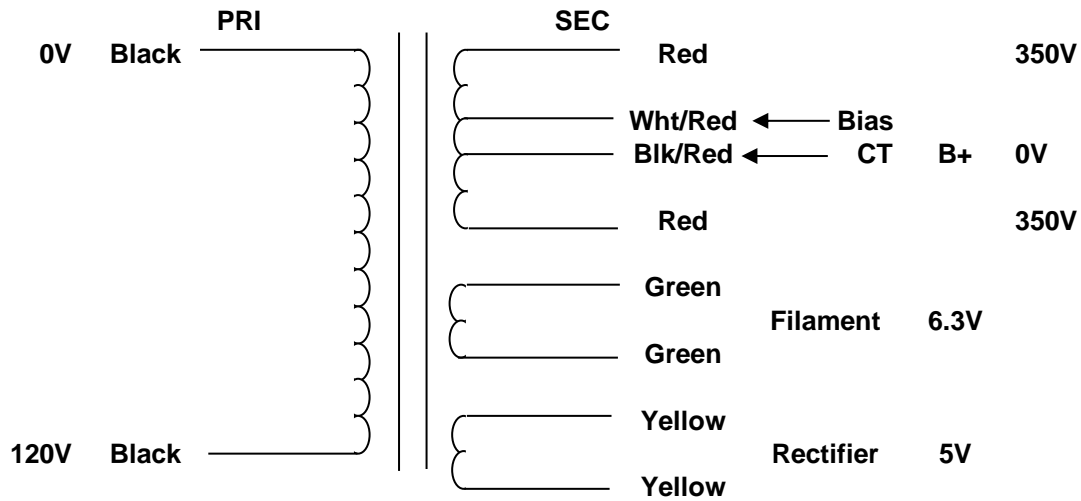 PRI SEC
0V Black Red 350V
Wht/Red Bias
Blk/Red CT B+ 0V
Red 350V
Green
Filament 6.3V
Green
Yellow
120V Black Rectifier 5V
Yellow